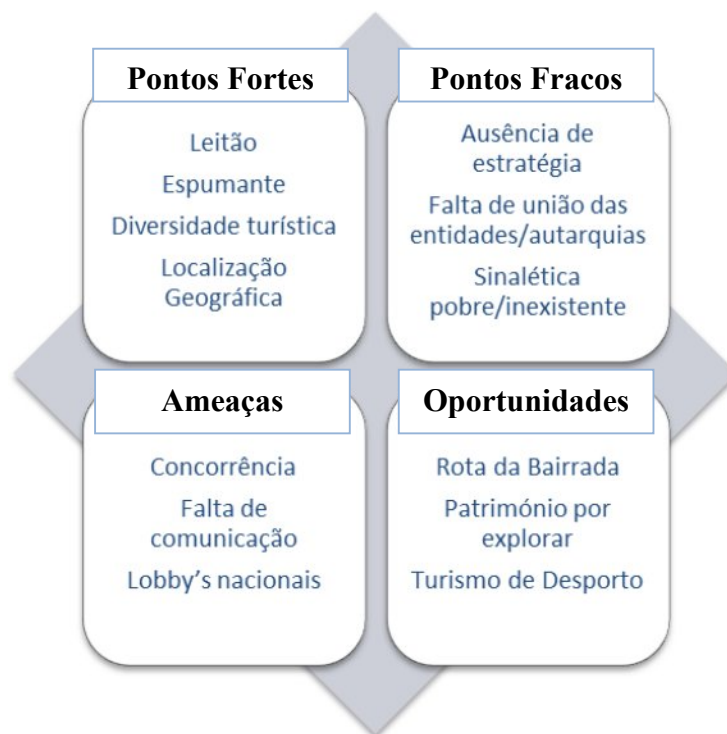 Pontos Fortes
Leitão
Espumante
Diversidade turística
Localização
Geográfica
Pontos Fracos
Ausência de
estratégia
Falta de união das
entidades/autarquias
Sinalética
pobre/inexistente
Ameaças
Concorrência
Falta de
comunicação
Lobby's nacionais
Oportunidades
Rota da Bairrada
Património por
explorar
Turismo de Desporto